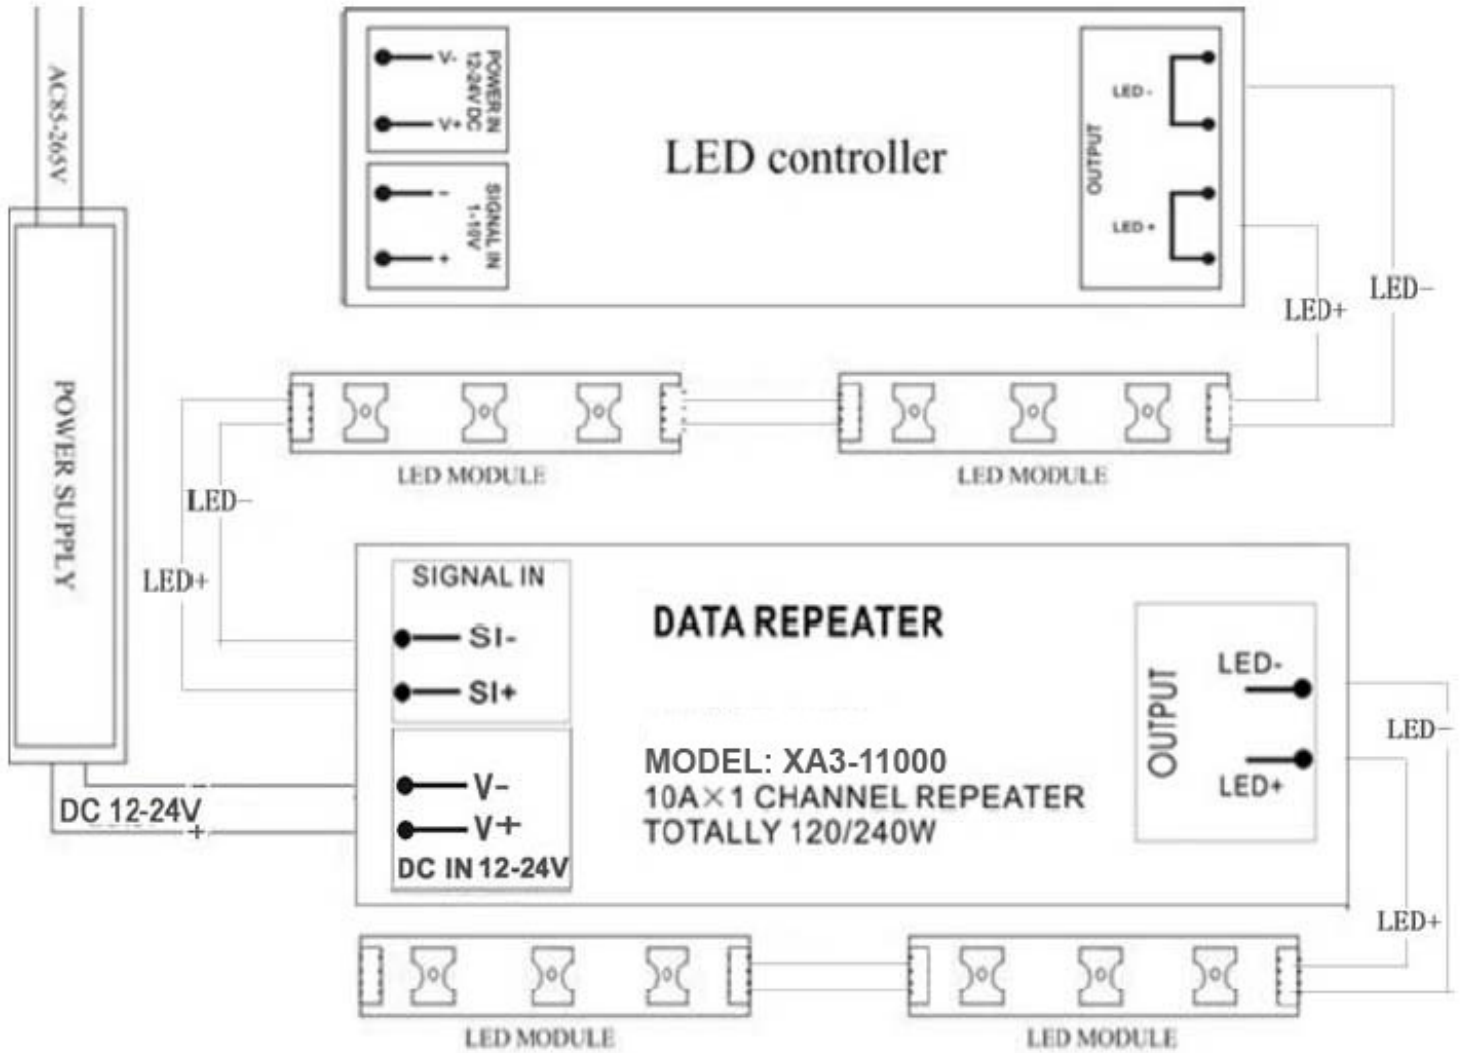 AC85-265V
POWER SUPPLY
DC 12-24V
-
+
V-
V+
POWER IN
12-24V DC
-
+
SIGNAL IN
1-10V
LED controller
OUTPUT
LED -
LED +
LED-
LED+
LED MODULE
LED MODULE
LED-
LED+
SIGNAL IN
SI-
SI+
V-
V+
DC IN 12-24V
DATA REPEATER
MODEL: XA3-11000
10A×1 CHANNEL REPEATER
TOTALLY 120/240W
OUTPUT
LED-
LED+
LED-
LED+
LED MODULE
LED MODULE